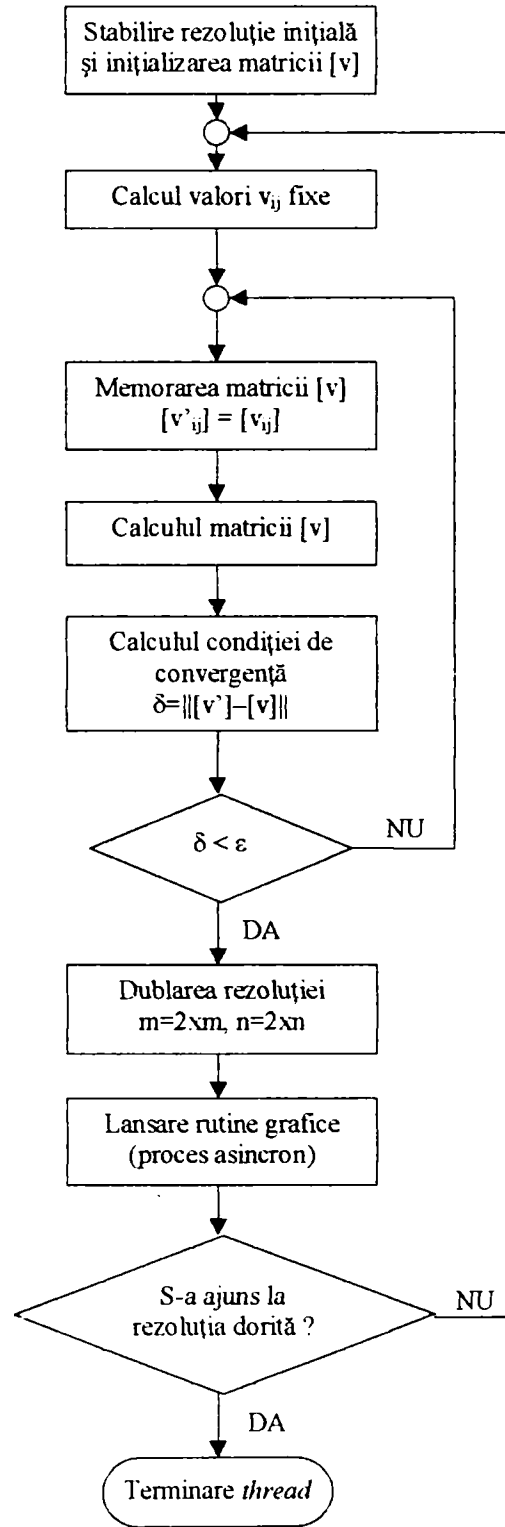 Stabilire rezoluție inițială
și inițializarea matricii [v]
Calcul valori vij fixe
Memorarea matricii [v]
[v'ij] = [vij]
Calculul matricii [v]
Calculul condiției de
convergență
δ=||[v']–[v]||
δ < ε
NU
DA
Dublarea rezoluției
m=2xm, n=2xn
Lansare rutine grafice
(proces asincron)
S-a ajuns la
rezoluția dorită ?
NU
DA
Terminare thread